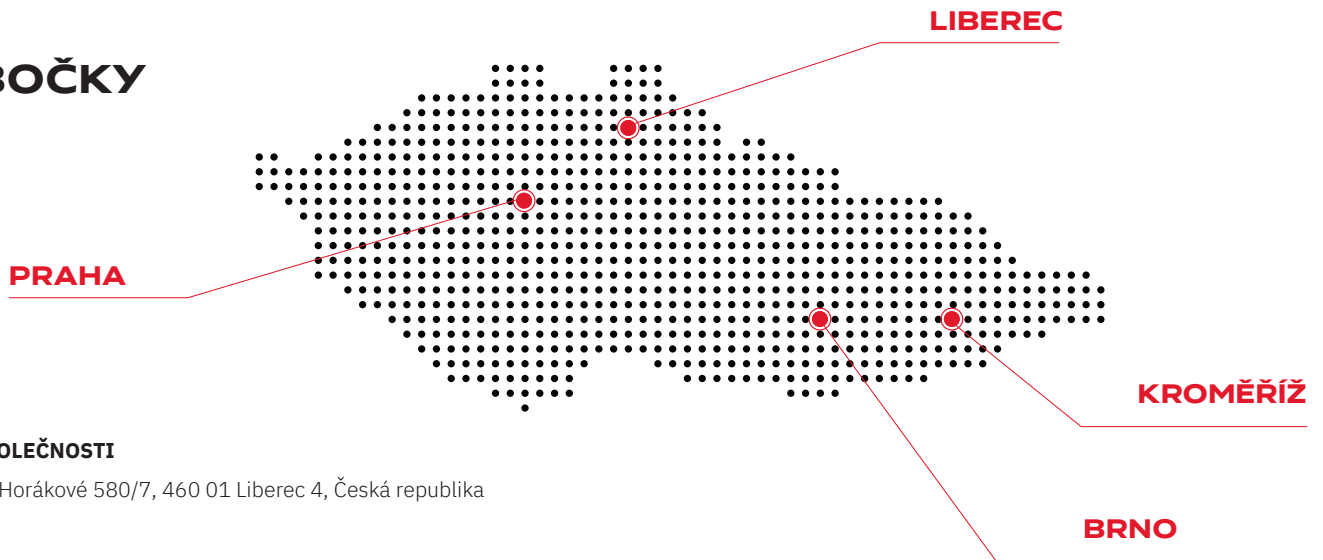 LIBEREC
BOČKY
PRAHA
KROMĚŘÍŽ
OLEČNOSTI
Horákové 580/7, 460 01 Liberec 4, Česká republika
BRNO